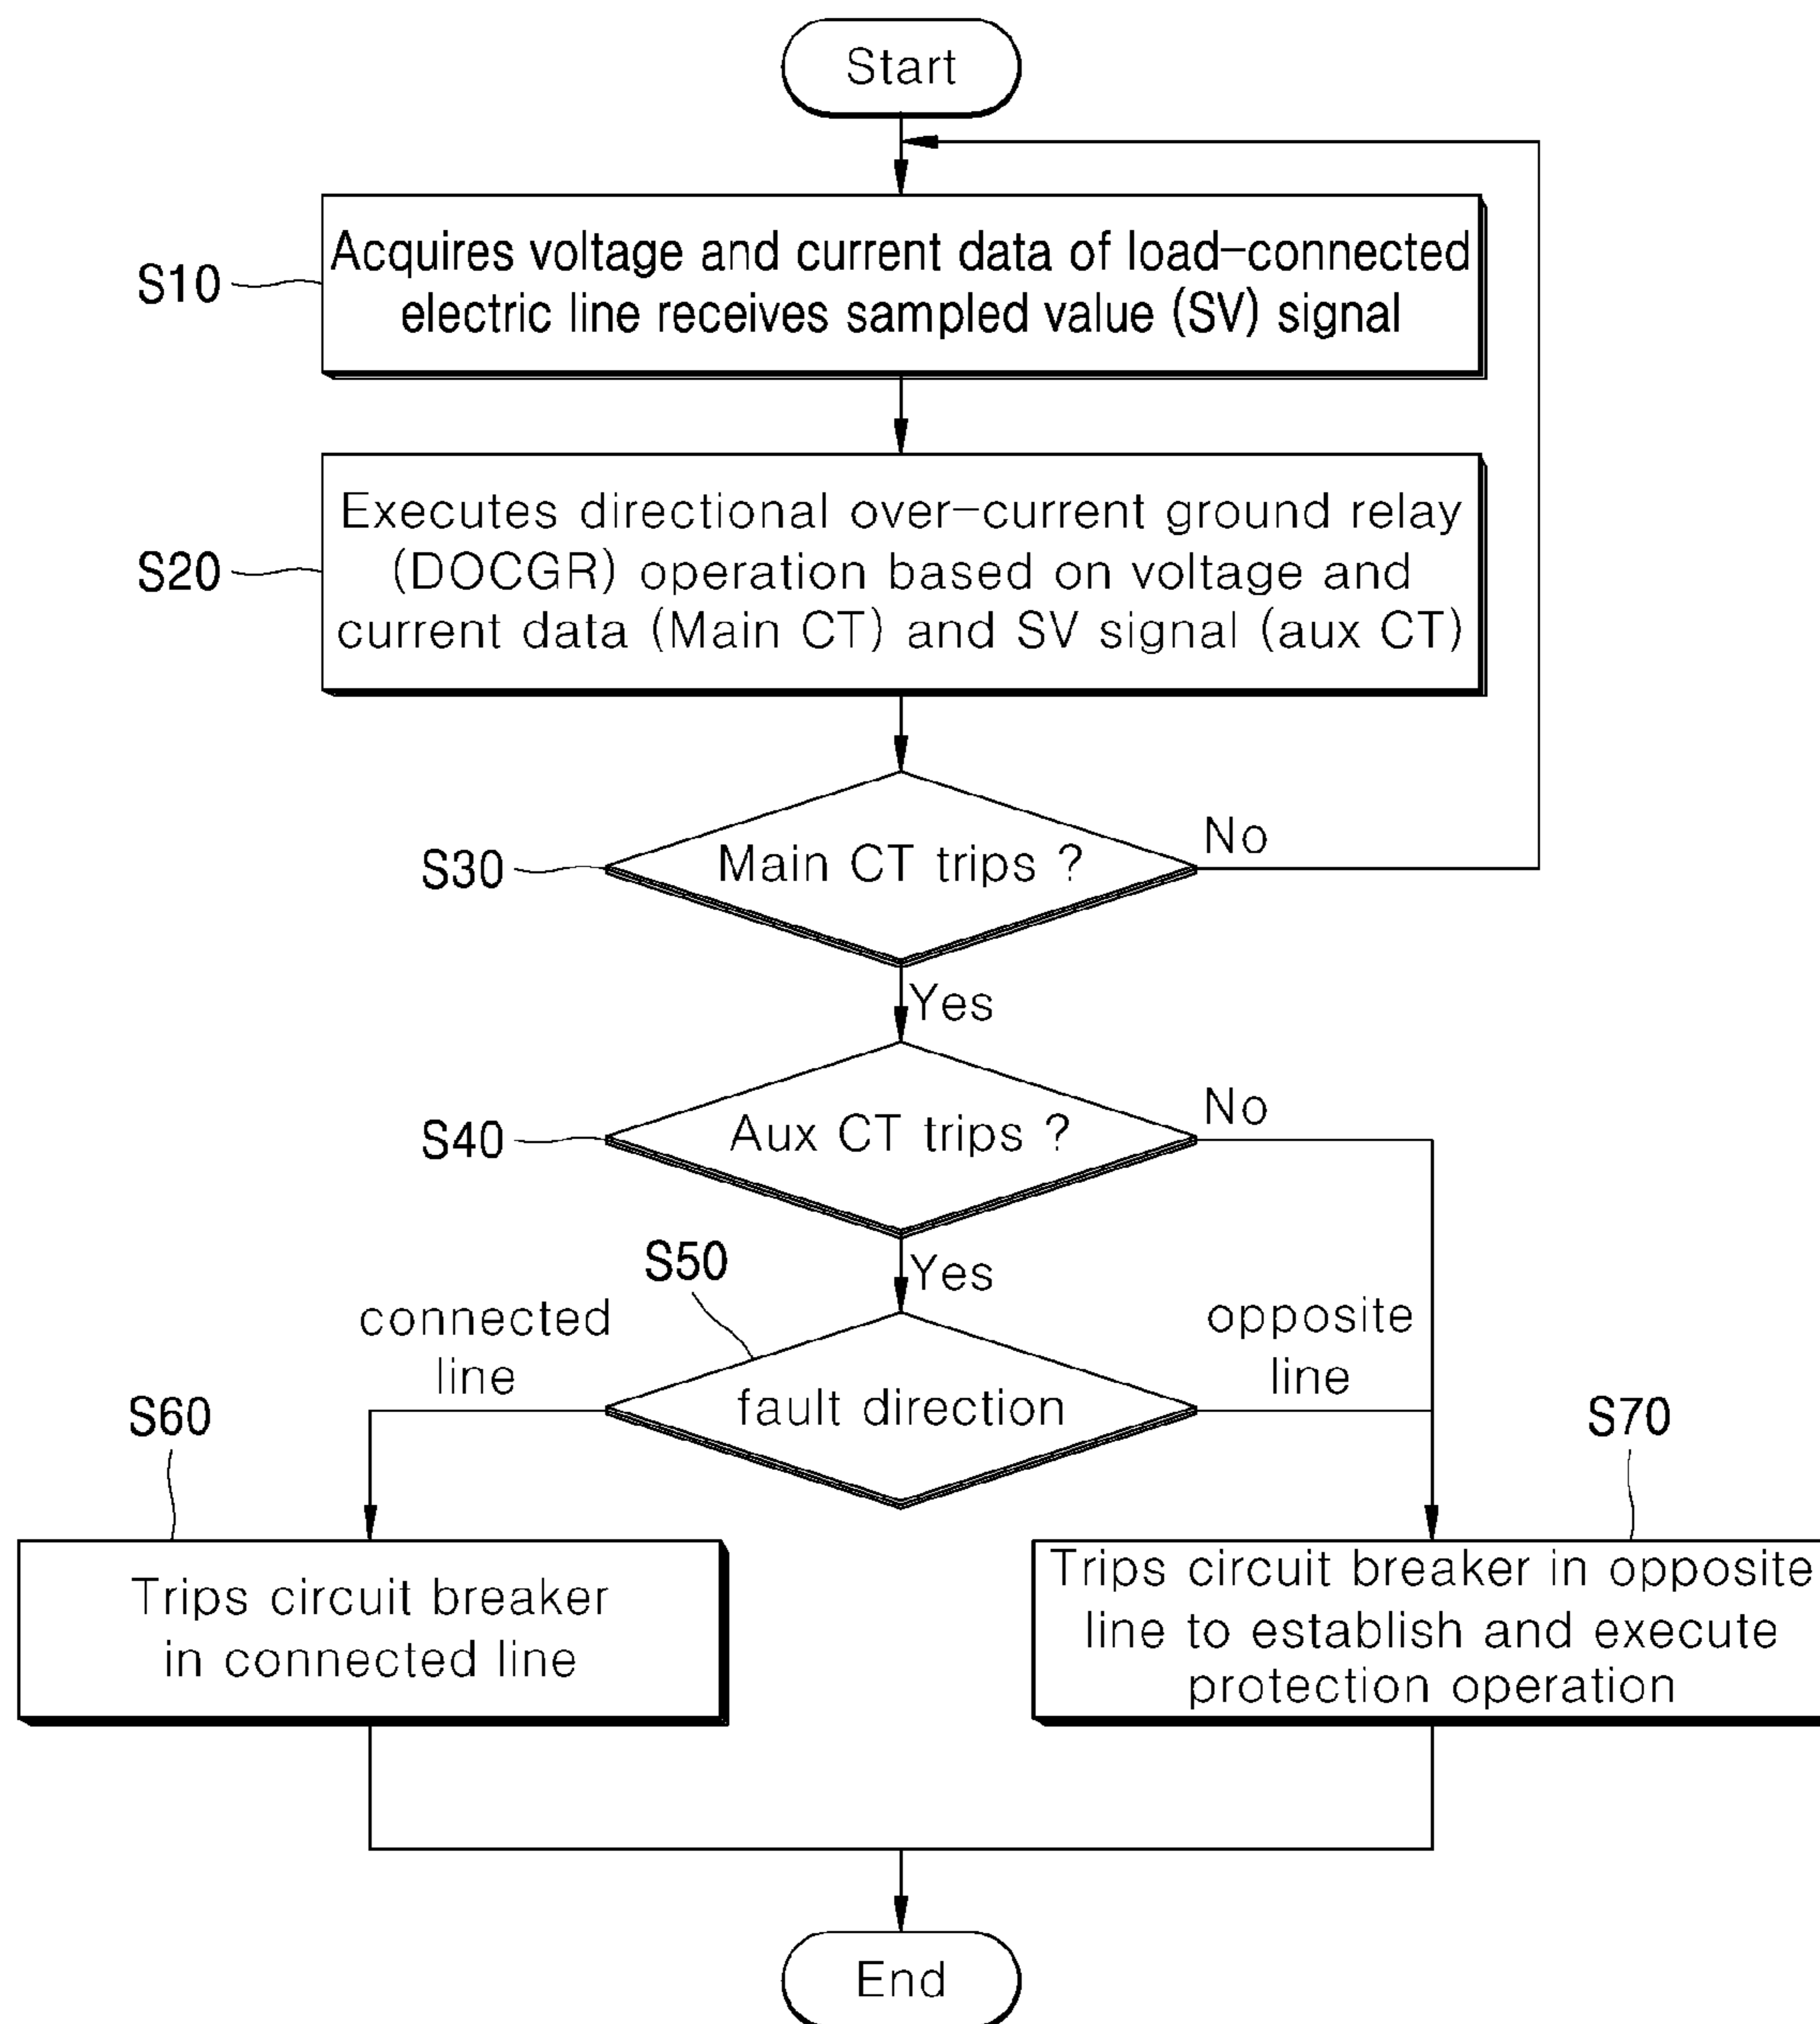 Start
S10
Acquires voltage and current data of load-connected
electric line receives sampled value (SV) signal
S20
Executes directional over-current ground relay
(DOCGR) operation based on voltage and
current data (Main CT) and SV signal (aux CT)
S30
Main CT trips ?
No
Yes
S40
Aux CT trips ?
No
Yes
S50
connected
line
fault direction
opposite
line
S60
Trips circuit breaker
in connected line
S70
Trips circuit breaker in opposite
line to establish and execute
protection operation
End